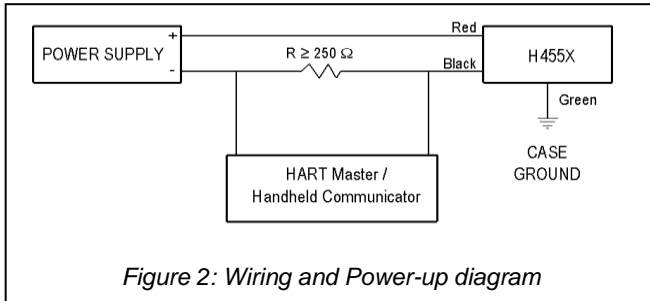 Red
+
POWER SUPPLY
R ≥ 250 Ω
H455X
-
Black
Green
HART Master /
Handheld Communicator
CASE
GROUND
Figure 2: Wiring and Power-up diagram